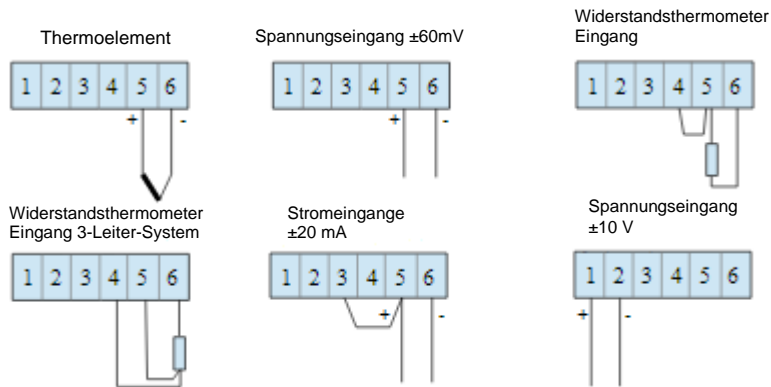 Thermoelement
1 2 3 4 5 6
+ -
Spannungseingang ±60mV
1 2 3 4 5 6
+ -
Widerstandsthermometer
Eingang
1 2 3 4 5 6
Widerstandsthermometer
Eingang 3-Leiter-System
1 2 3 4 5 6
Stromeingange
±20 mA
1 2 3 4 5 6
+ -
Spannungseingang
±10 V
1 2 3 4 5 6
+ -